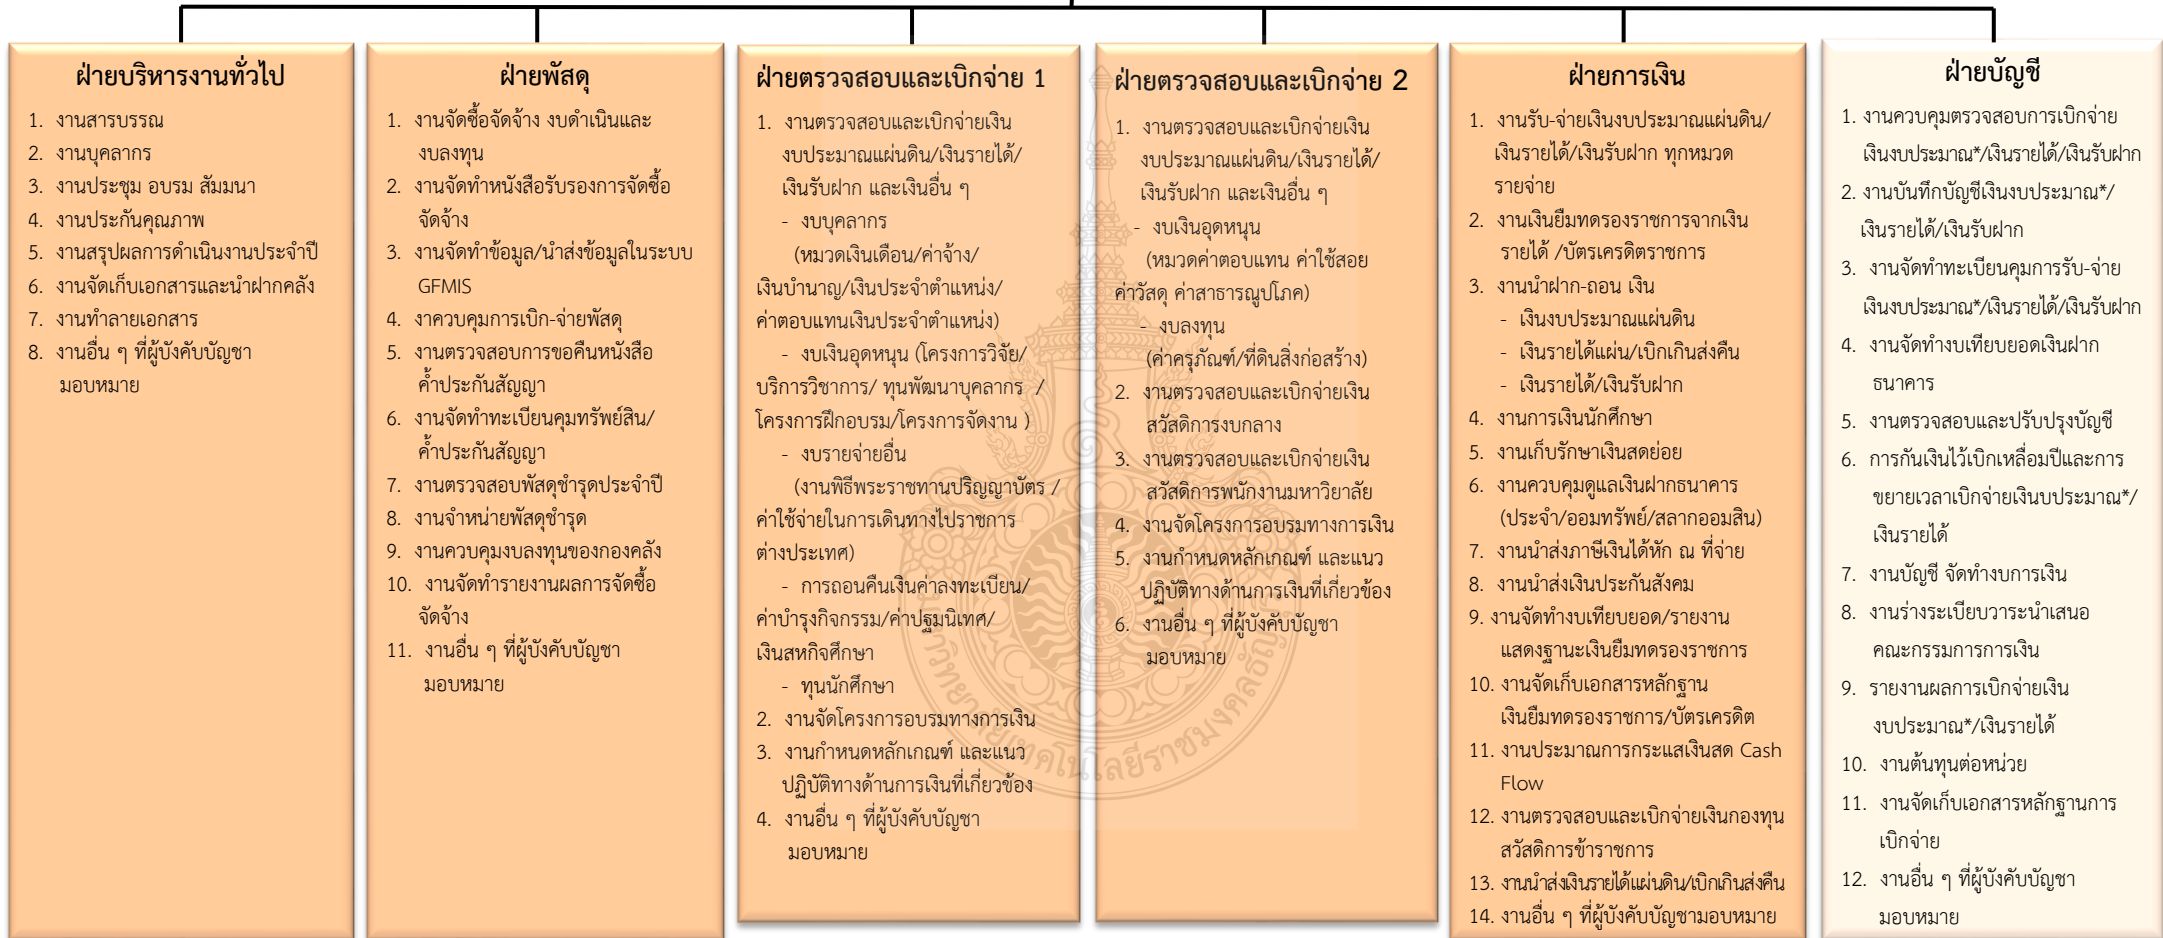 ฝ่ายบริหารงานทั่วไป
1. งานสารบรรณ
2. งานบุคลากร
3. งานประชุม อบรม สัมมนา
4. งานประกันคุณภาพ
5. งานสรุปผลการดำเนินงานประจำปี
6. งานจัดเก็บเอกสารและนำฝากคลัง
7. งานทำลายเอกสาร
8. งานอื่น ๆ ที่ผู้บังคับบัญชา
มอบหมาย
ฝ่ายพัสดุ
1. งานจัดซื้อจัดจ้าง งบดำเนินและ
งบลงทุน
2. งานจัดทำหนังสือรับรองการจัดซื้อ
จัดจ้าง
3. งานจัดทำข้อมูล/นำส่งข้อมูลในระบบ
GFMIS
4. งาควบคุมการเบิก-จ่ายพัสดุ
5. งานตรวจสอบการขอคืนหนังสือ
ค้ำประกันสัญญา
6. งานจัดทำทะเบียนคุมทรัพย์สิน/
ค้ำประกันสัญญา
7. งานตรวจสอบพัสดุชำรุดประจำปี
8. งานจำหน่ายพัสดุชำรุด
9. งานควบคุมงบลงทุนของกองคลัง
10. งานจัดทำรายงานผลการจัดซื้อ
จัดจ้าง
11. งานอื่น ๆ ที่ผู้บังคับบัญชา
มอบหมาย
ฝ่ายตรวจสอบและเบิกจ่าย 1
1. งานตรวจสอบและเบิกจ่ายเงิน
งบประมาณแผ่นดิน/เงินรายได้/
เงินรับฝาก และเงินอื่น ๆ
- งบบุคลากร
(หมวดเงินเดือน/ค่าจ้าง/
เงินบำนาญ/เงินประจำตำแหน่ง/
ค่าตอบแทนเงินประจำตำแหน่ง)
- งบเงินอุดหนุน (โครงการวิจัย/
บริการวิชาการ/ ทุนพัฒนาบุคลากร /
โครงการฝึกอบรม/โครงการจัดงาน )
- งบรายจ่ายอื่น
(งานพิธีพระราชทานปริญญาบัตร /
ค่าใช้จ่ายในการเดินทางไปราชการ
ต่างประเทศ)
- การถอนคืนเงินค่าลงทะเบียน/
ค่าบำรุงกิจกรรม/ค่าปฐมนิเทศ/
เงินสหกิจศึกษา
- ทุนนักศึกษา
2. งานจัดโครงการอบรมทางการเงิน
3. งานกำหนดหลักเกณฑ์ และแนว
ปฏิบัติทางด้านการเงินที่เกี่ยวข้อง
4. งานอื่น ๆ ที่ผู้บังคับบัญชา
มอบหมาย
ฝ่ายตรวจสอบและเบิกจ่าย 2
1. งานตรวจสอบและเบิกจ่ายเงิน
งบประมาณแผ่นดิน/เงินรายได้/
เงินรับฝาก และเงินอื่น ๆ
- งบเงินอุดหนุน
(หมวดค่าตอบแทน ค่าใช้สอย
ค่าวัสดุ ค่าสาธารณูปโภค)
- งบลงทุน
(ค่าครุภัณฑ์/ที่ดินสิ่งก่อสร้าง)
2. งานตรวจสอบและเบิกจ่ายเงิน
สวัสดิการงบกลาง
3. งานตรวจสอบและเบิกจ่ายเงิน
สวัสดิการพนักงานมหาวิยาลัย
4. งานจัดโครงการอบรมทางการเงิน
5. งานกำหนดหลักเกณฑ์ และแนว
ปฏิบัติทางด้านการเงินที่เกี่ยวข้อง
6. งานอื่น ๆ ที่ผู้บังคับบัญชา
มอบหมาย
ฝ่ายการเงิน
1. งานรับ-จ่ายเงินงบประมาณแผ่นดิน/
เงินรายได้/เงินรับฝาก ทุกหมวด
รายจ่าย
2. งานเงินยืมทดรองราชการจากเงิน
รายได้ /บัตรเครดิตราชการ
3. งานนำฝาก-ถอน เงิน
- เงินงบประมาณแผ่นดิน
- เงินรายได้แผ่น/เบิกเกินส่งคืน
- เงินรายได้/เงินรับฝาก
4. งานการเงินนักศึกษา
5. งานเก็บรักษาเงินสดย่อย
6. งานควบคุมดูแลเงินฝากธนาคาร
(ประจำ/ออมทรัพย์/สลากออมสิน)
7. งานนำส่งภาษีเงินได้หัก ณ ที่จ่าย
8. งานนำส่งเงินประกันสังคม
9. งานจัดทำงบเทียบยอด/รายงาน
แสดงฐานะเงินยืมทดรองราชการ
10. งานจัดเก็บเอกสารหลักฐาน
เงินยืมทดรองราชการ/บัตรเครดิต
11. งานประมาณการกระแสเงินสด Cash
Flow
12. งานตรวจสอบและเบิกจ่ายเงินกองทุน
สวัสดิการข้าราชการ
13. งานนำส่งเงินรายได้แผ่นดิน/เบิกเกินส่งคืน
14. งานอื่น ๆ ที่ผู้บังคับบัญชามอบหมาย
ฝ่ายบัญชี
1. งานควบคุมตรวจสอบการเบิกจ่าย
เงินงบประมาณ*/เงินรายได้/เงินรับฝาก
2. งานบันทึกบัญชีเงินงบประมาณ*/
เงินรายได้/เงินรับฝาก
3. งานจัดทำทะเบียนคุมการรับ-จ่าย
เงินงบประมาณ*/เงินรายได้/เงินรับฝาก
4. งานจัดทำงบเทียบยอดเงินฝาก
ธนาคาร
5. งานตรวจสอบและปรับปรุงบัญชี
6. การกันเงินไว้เบิกเหลื่อมปีและการ
ขยายเวลาเบิกจ่ายเงินบประมาณ*/
เงินรายได้
7. งานบัญชี จัดทำงบการเงิน
8. งานร่างระเบียบวาระนำเสนอ
คณะกรรมการการเงิน
9. รายงานผลการเบิกจ่ายเงิน
งบประมาณ*/เงินรายได้
10. งานต้นทุนต่อหน่วย
11. งานจัดเก็บเอกสารหลักฐานการ
เบิกจ่าย
12. งานอื่น ๆ ที่ผู้บังคับบัญชา
มอบหมาย